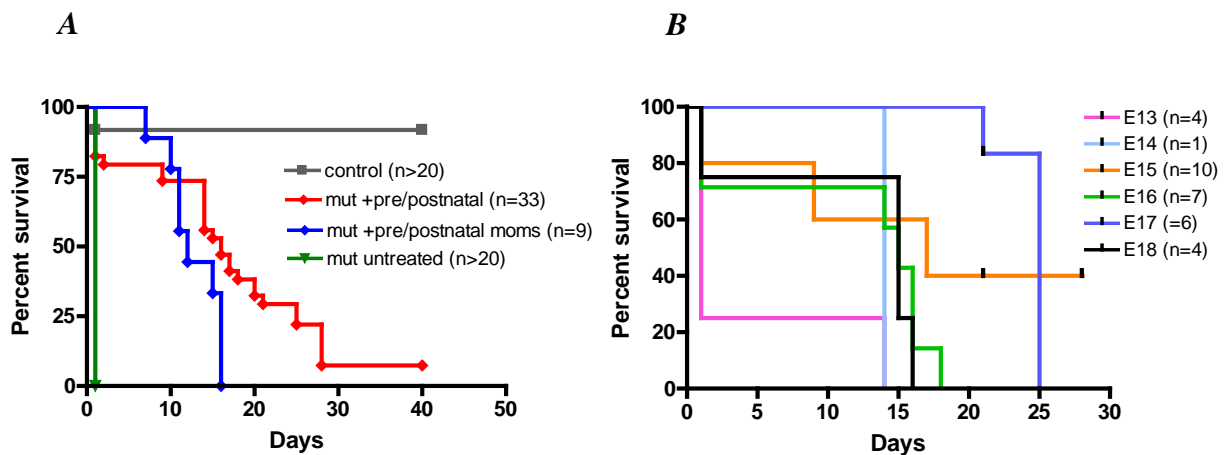 A
B
100
75
50
25
0
Percent survival
0 10 20 30 40 50
Days
control (n>20)
mut +pre/postnatal (n=33)
mut +pre/postnatal moms (n=9)
mut untreated (n>20)
100
80
60
40
20
0
Percent survival
0 5 10 15 20 25 30
Days
E13 (n=4)
E14 (n=1)
E15 (n=10)
E16 (n=7)
E17 (=6)
E18 (n=4)